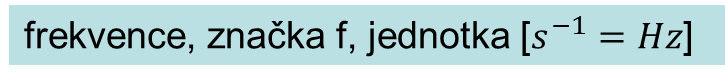 frekvence, značka f, jednotka [s⁻¹ = Hz]